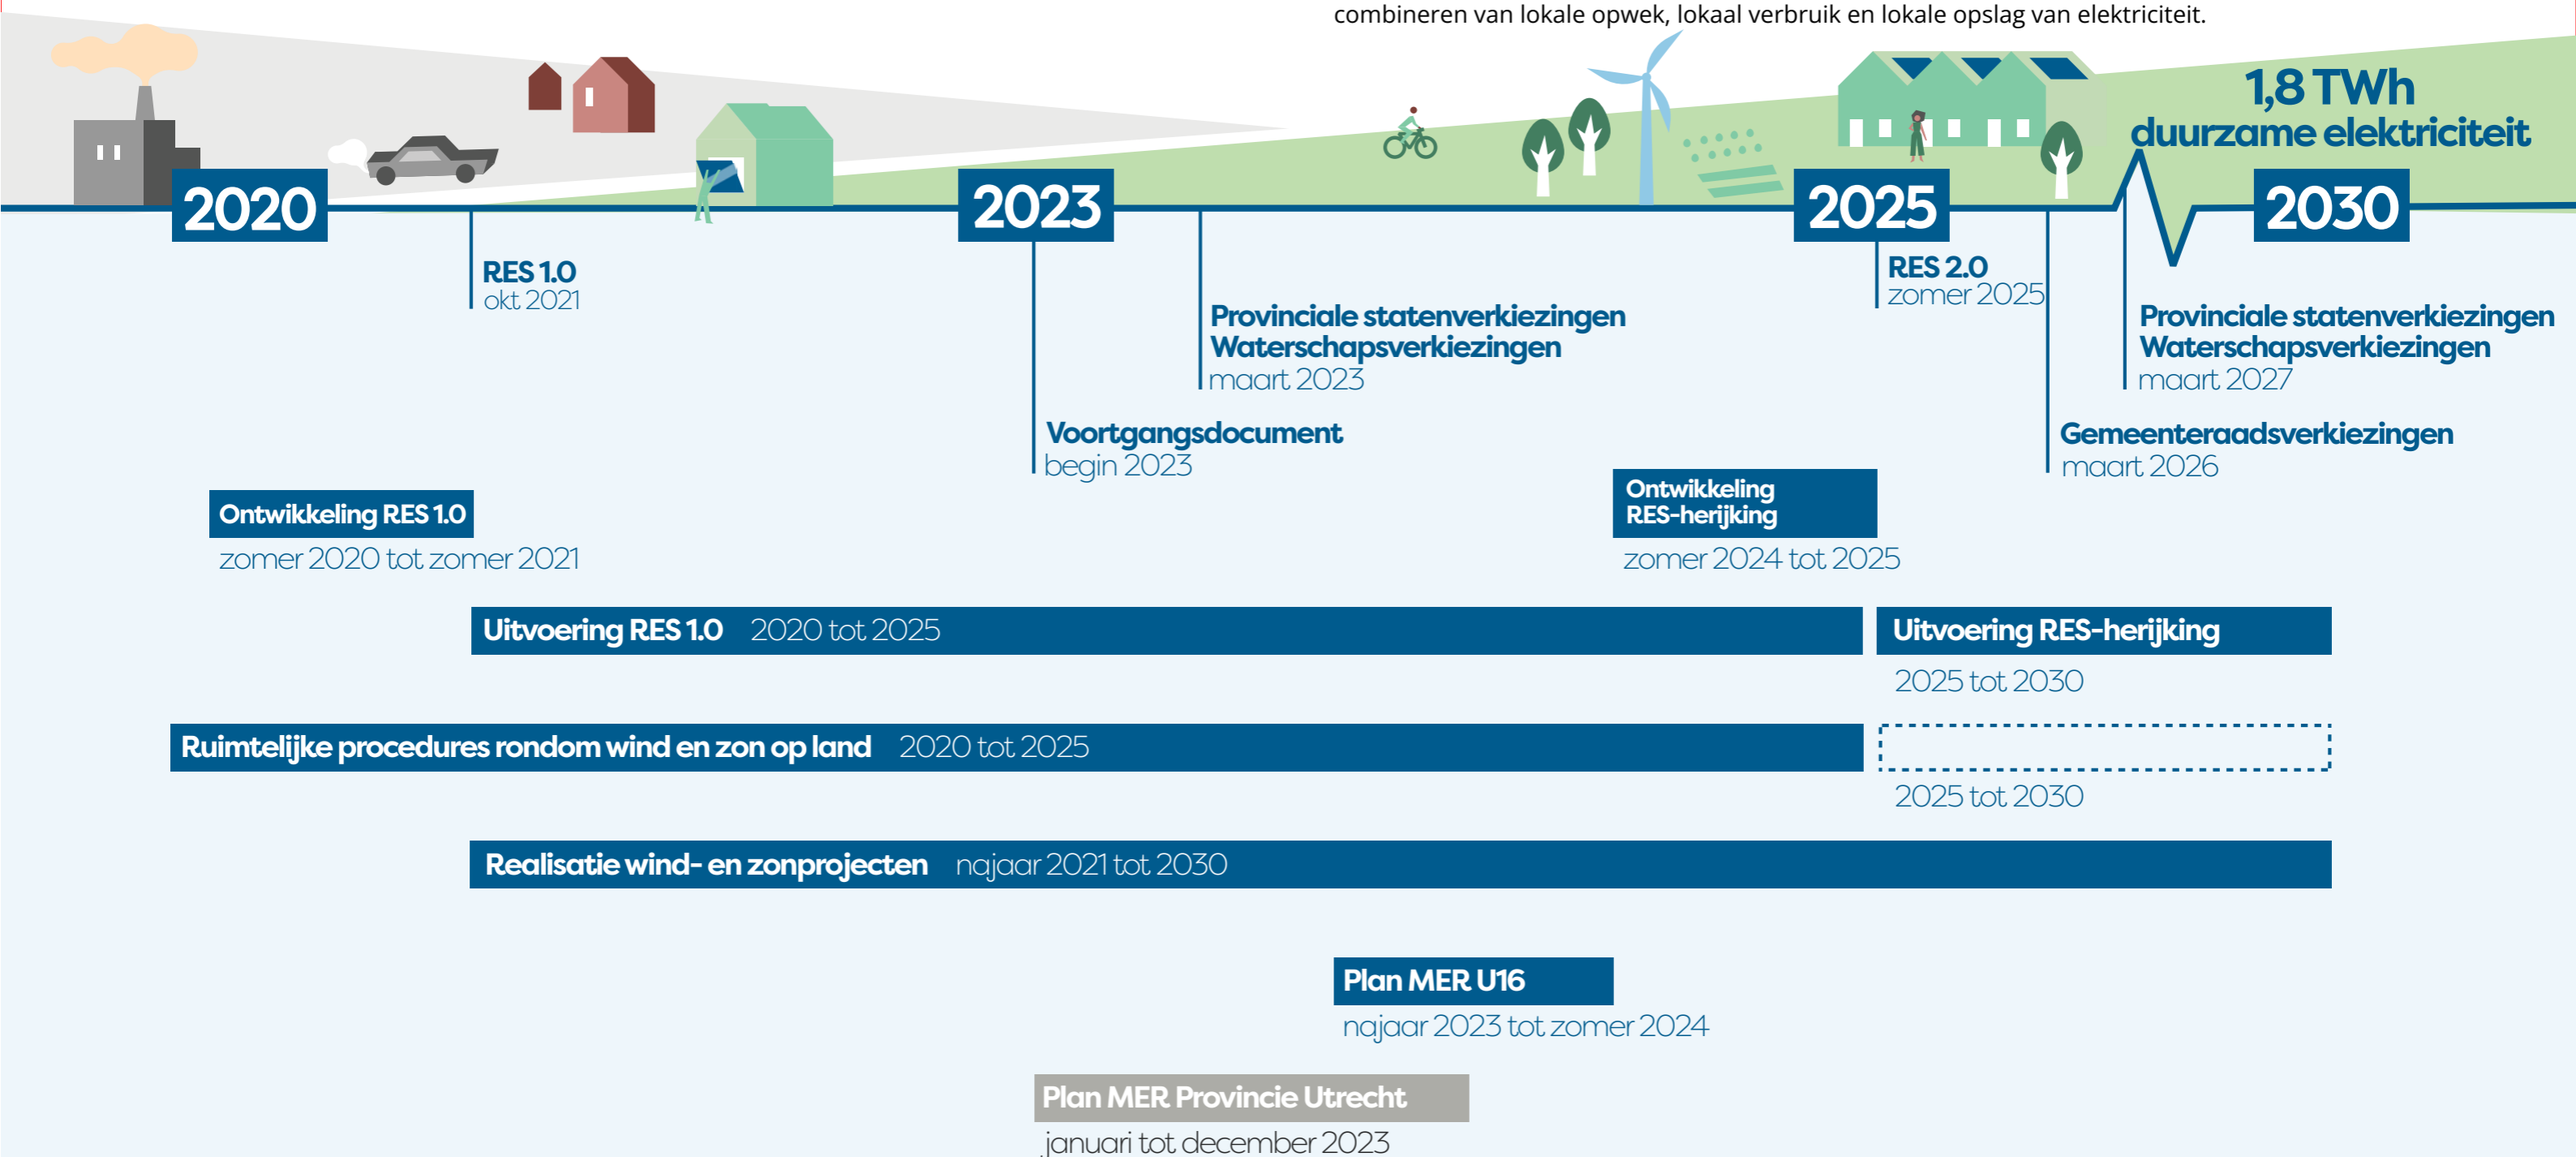 combineren van lokale opwek, lokaal verbruik en lokale opslag van elektriciteit.
1,8 TWh
duurzame elektriciteit
2020
2023
2025
2030
RES 1.0
okt 2021
RES 2.0
zomer 2025
Provinciale statenverkiezingen
Waterschapsverkiezingen
maart 2023
Provinciale statenverkiezingen
Waterschapsverkiezingen
maart 2027
Voortgangsdocument
begin 2023
Gemeenteraadsverkiezingen
maart 2026
Ontwikkeling RES 1.0
zomer 2020 tot zomer 2021
Ontwikkeling
RES-herijking
zomer 2024 tot 2025
Uitvoering RES 1.0 2020 tot 2025
Uitvoering RES-herijking
2025 tot 2030
Ruimtelijke procedures rondom wind en zon op land 2020 tot 2025
2025 tot 2030
Realisatie wind- en zonprojecten najaar 2021 tot 2030
Plan MER U16
najaar 2023 tot zomer 2024
Plan MER Provincie Utrecht
januari tot december 2023